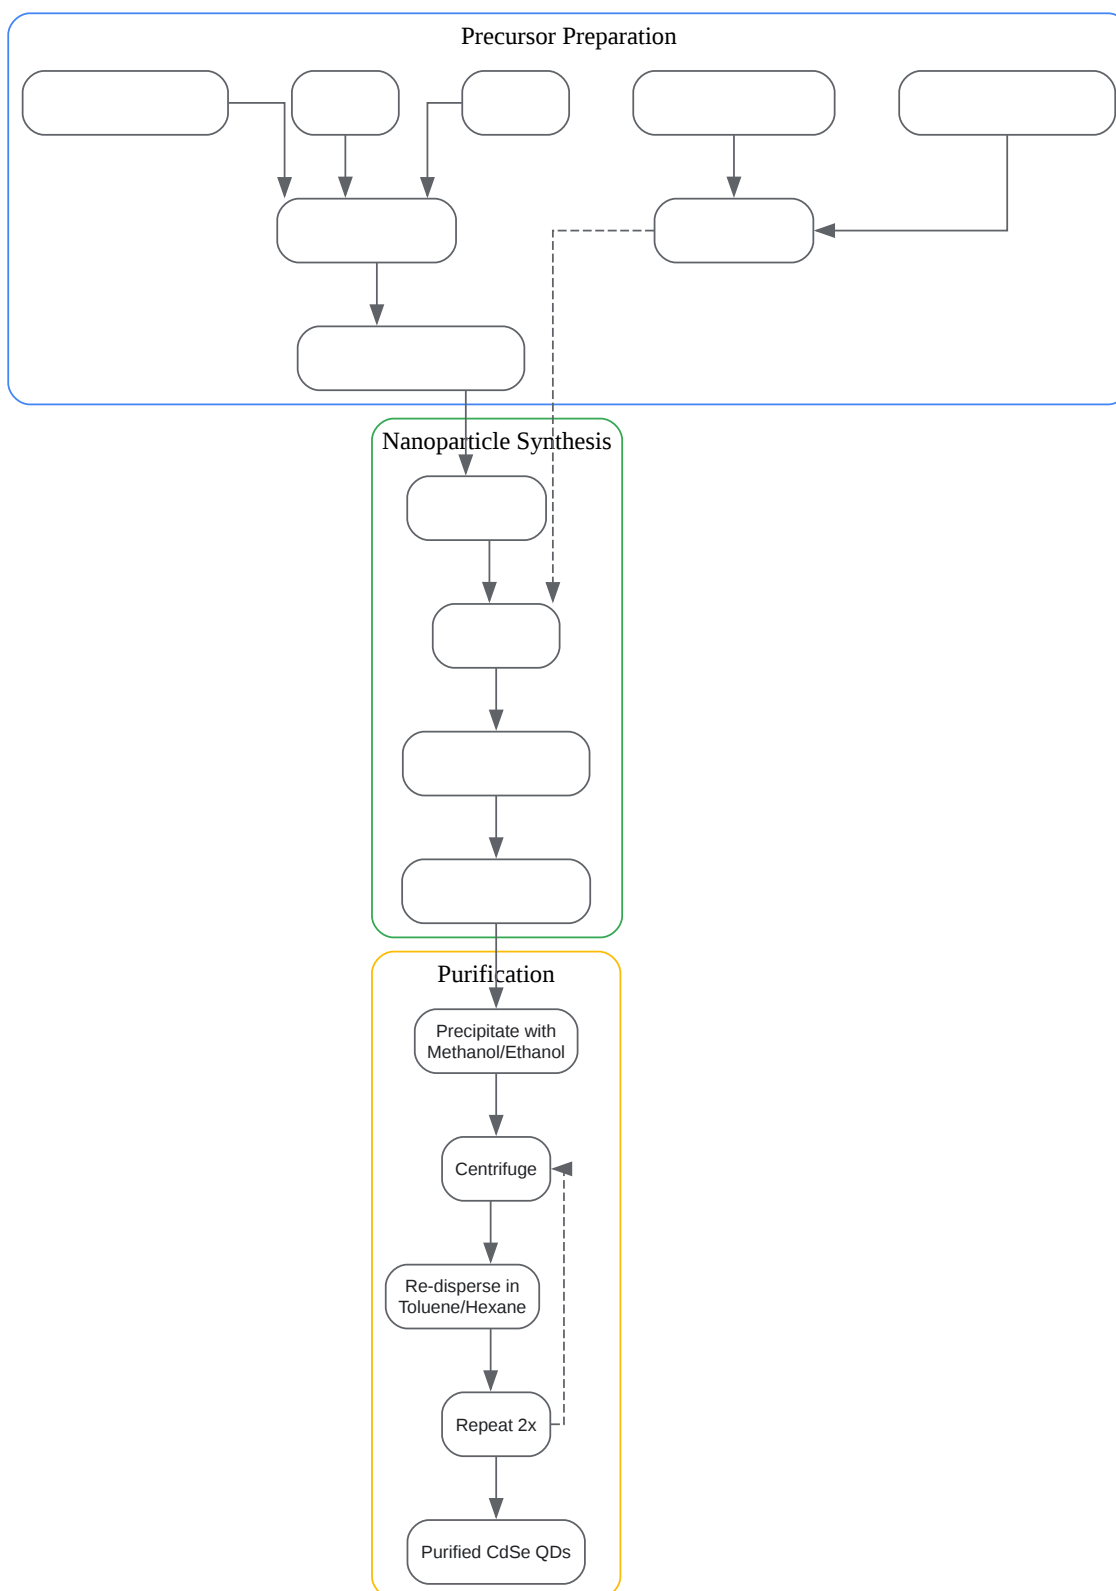 Precursor Preparation
Nanoparticle Synthesis
Purification
Precipitate with
Methanol/Ethanol
Centrifuge
Re-disperse in
Toluene/Hexane
Repeat 2x
Purified CdSe QDs